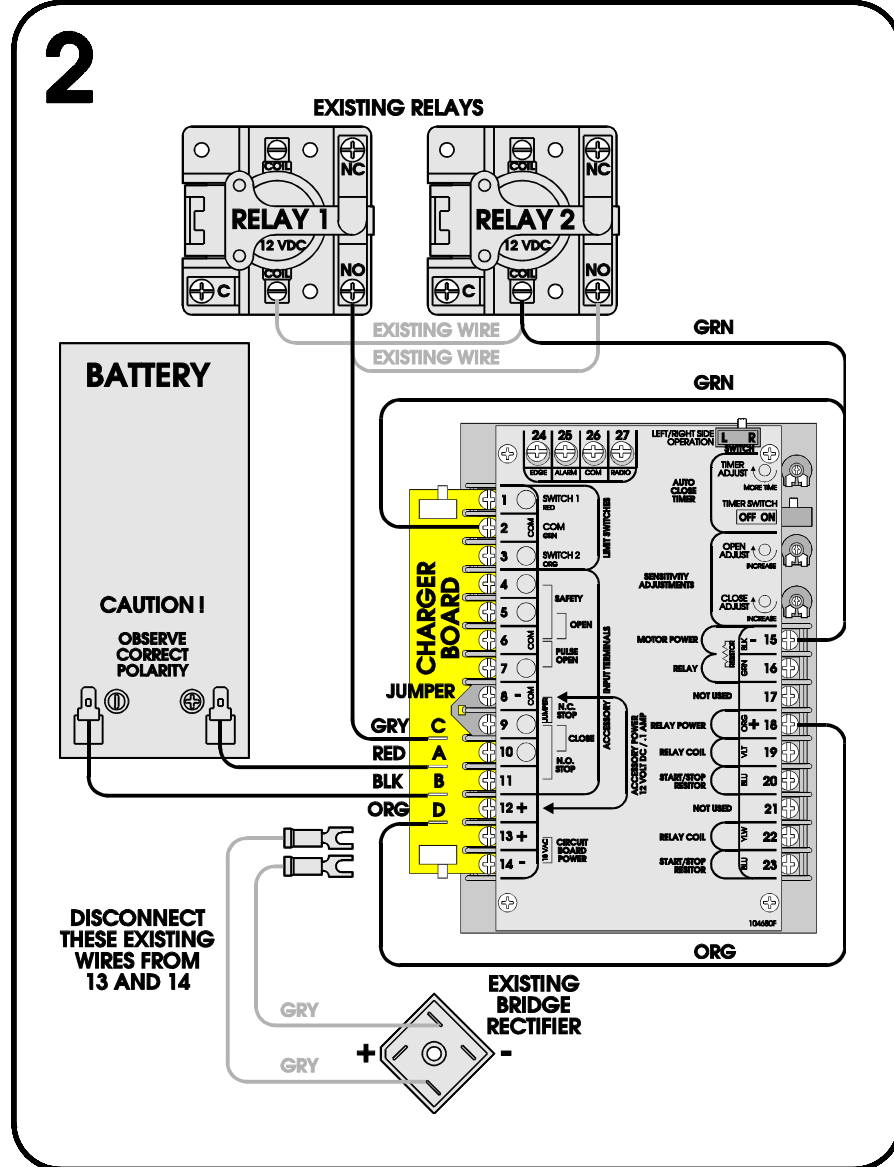 2
EXISTING RELAYS
COIL
NC
RELAY 1
12 VDC
COIL
NO
C
COIL
NC
RELAY 2
12 VDC
COIL
NO
C
EXISTING WIRE
EXISTING WIRE
GRN
GRN
BATTERY
CAUTION !
OBSERVE
CORRECT
POLARITY
CHARGER
BOARD
JUMPER
GRY C
RED A
BLK B
ORG D
24 25 26 27
EDGE ALARM COM RADIO
LEFT/RIGHT SIDE
OPERATION
L R
SWITCH
1 SWITCH 1
RED
2 COM COM
GRN
3 SWITCH 2
ORG
LIMIT SWITCHES
4
SAFETY
5
OPEN
6 COM
PULSE
OPEN
7
8 - COM
JUMPER
N.C.
STOP
9
CLOSE
10
N.O.
STOP
11
12 +
13 +
14 -
18 VAC
CIRCUIT
BOARD
POWER
ACCESSORY INPUT TERMINALS
ACCESSORY POWER
12 VOLT DC / .1 AMP
AUTO
CLOSE
TIMER
TIMER
ADJUST
MORE TIME
TIMER SWITCH
OFF ON
SENSITIVITY
ADJUSTMENTS
OPEN
ADJUST
INCREASE
CLOSE
ADJUST
INCREASE
MOTOR POWER
RESISTOR
BLK - 15
RELAY
GRN 16
NOT USED 17
RELAY POWER ORG + 18
RELAY COIL VLT 19
START/STOP
RESITOR
BLU 20
NOT USED 21
RELAY COIL YLW 22
START/STOP
RESITOR
BLU 23
104680F
ORG
DISCONNECT
THESE EXISTING
WIRES FROM
13 AND 14
GRY
GRY
EXISTING
BRIDGE
RECTIFIER
+ -